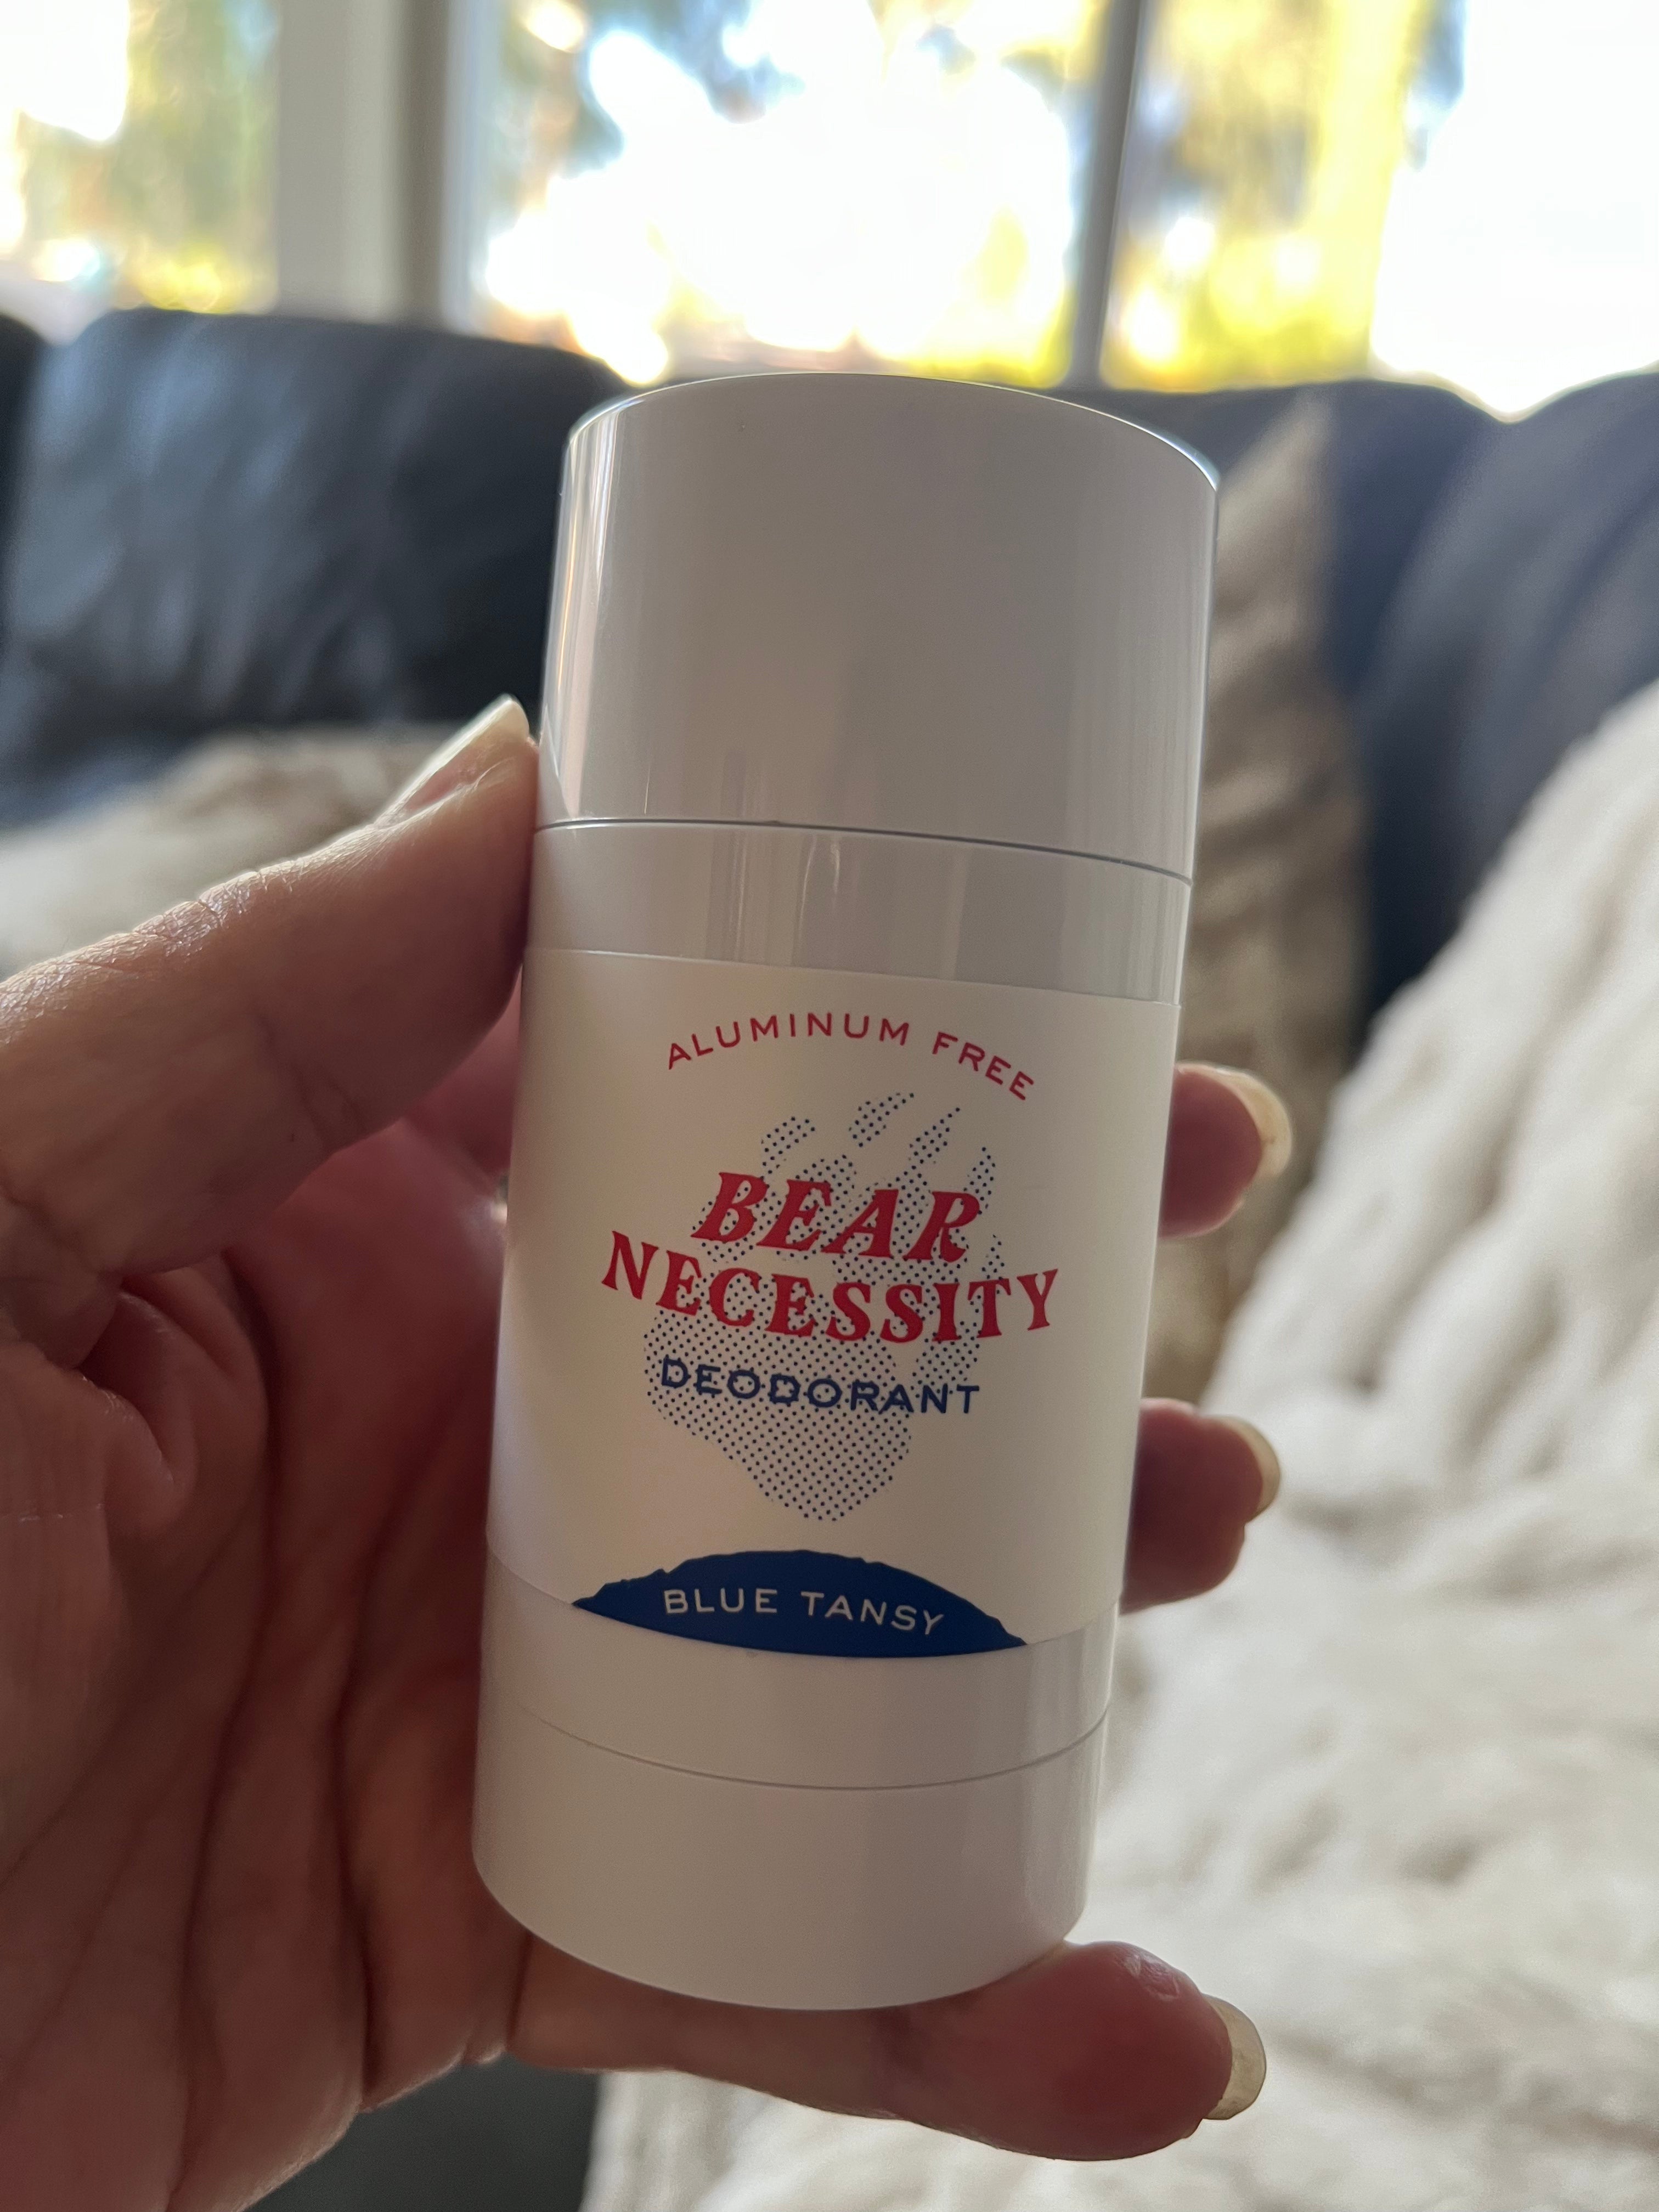 ALUMINUM FREE
BEAR
NECESSITY
DEODORANT
BLUE TANSY